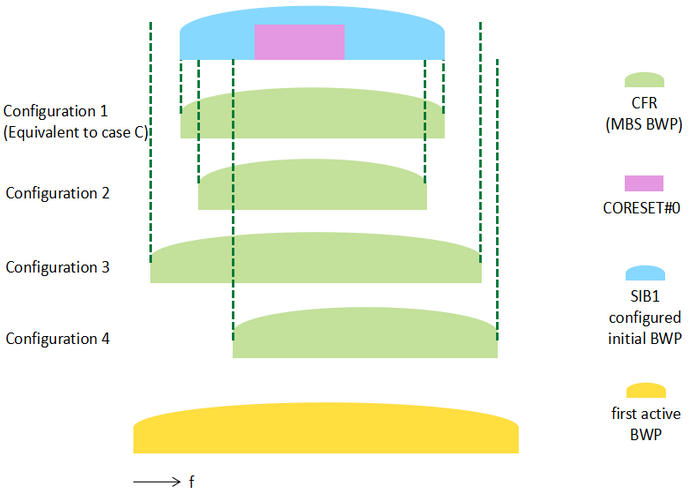 Configuration 1
(Equivalent to case C)
Configuration 2
Configuration 3
Configuration 4
f
CFR
(MBS BWP)
CORESET#0
SIB1
configured
initial BWP
first active
BWP